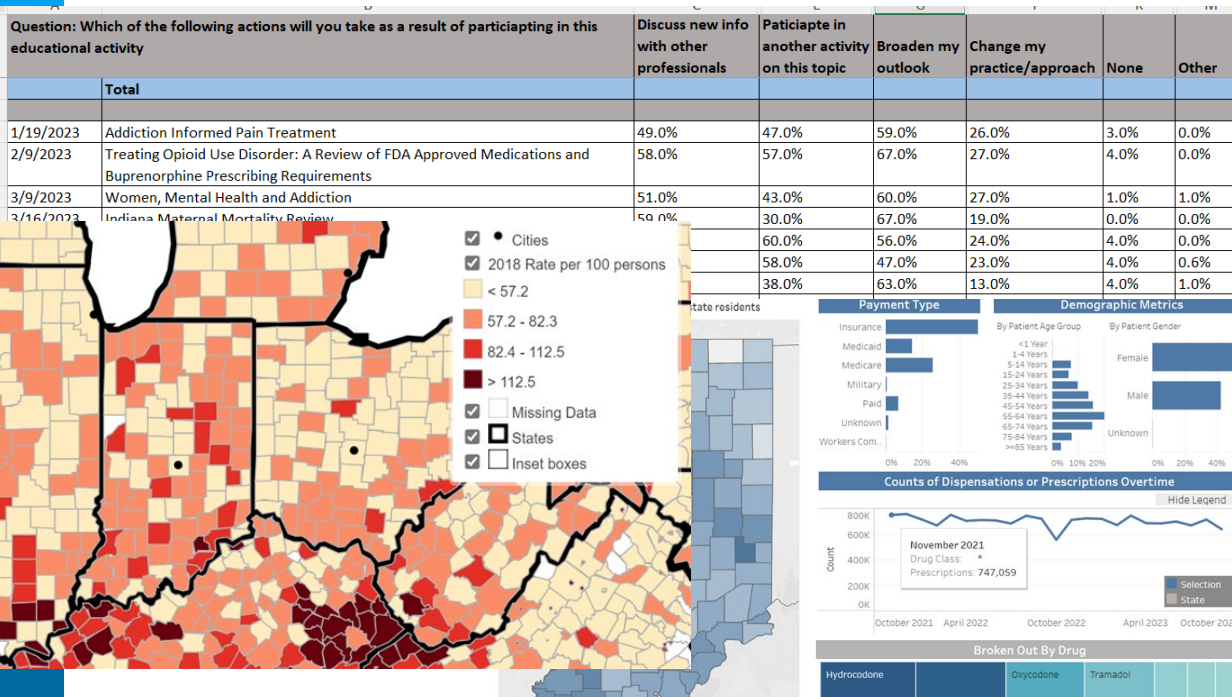 Question: Which of the following actions will you take as a result of particiapting in this
educational activity
Discuss new info
with other
professionals
Paticiapte in
another activity
on this topic
Broaden my
outlook
Change my
practice/approach
None
Other
Total
1/19/2023 Addiction Informed Pain Treatment 49.0% 47.0% 59.0% 26.0% 3.0% 0.0%
2/9/2023 Treating Opioid Use Disorder: A Review of FDA Approved Medications and 58.0% 57.0% 67.0% 27.0% 4.0% 0.0%
Buprenorphine Prescribing Requirements
3/9/2023 Women, Mental Health and Addiction 51.0% 43.0% 60.0% 27.0% 1.0% 1.0%
3/16/2023 Indiana Maternal Mortality Review 59.0% 30.0% 67.0% 19.0% 0.0% 0.0%
60.0% 56.0% 24.0% 4.0% 0.0%
58.0% 47.0% 23.0% 4.0% 0.6%
38.0% 63.0% 13.0% 4.0% 1.0%
Cities
2018 Rate per 100 persons
< 57.2
57.2 - 82.3
82.4 - 112.5
> 112.5
Missing Data
States
Inset boxes
state residents
Payment Type
Insurance
Medicaid
Medicare
Military
Paid
Unknown
Workers Com..
0% 20% 40%
Demographic Metrics
By Patient Age Group
<1 Year
1-4 Years
5-14 Years
15-24 Years
25-34 Years
35-44 Years
45-54 Years
55-64 Years
65-74 Years
75-84 Years
>=85 Years
0% 10% 20%
By Patient Gender
Female
Male
Unknown
0% 20% 40%
Counts of Dispensations or Prescriptions Overtime
Hide Legend
Count
800K
600K
400K
200K
0K
November 2021
Drug Class: *
Prescriptions: 747,059
Selection
State
October 2021 April 2022 October 2022 April 2023 October 202
Broken Out By Drug
Hydrocodone Oxycodone Tramadol